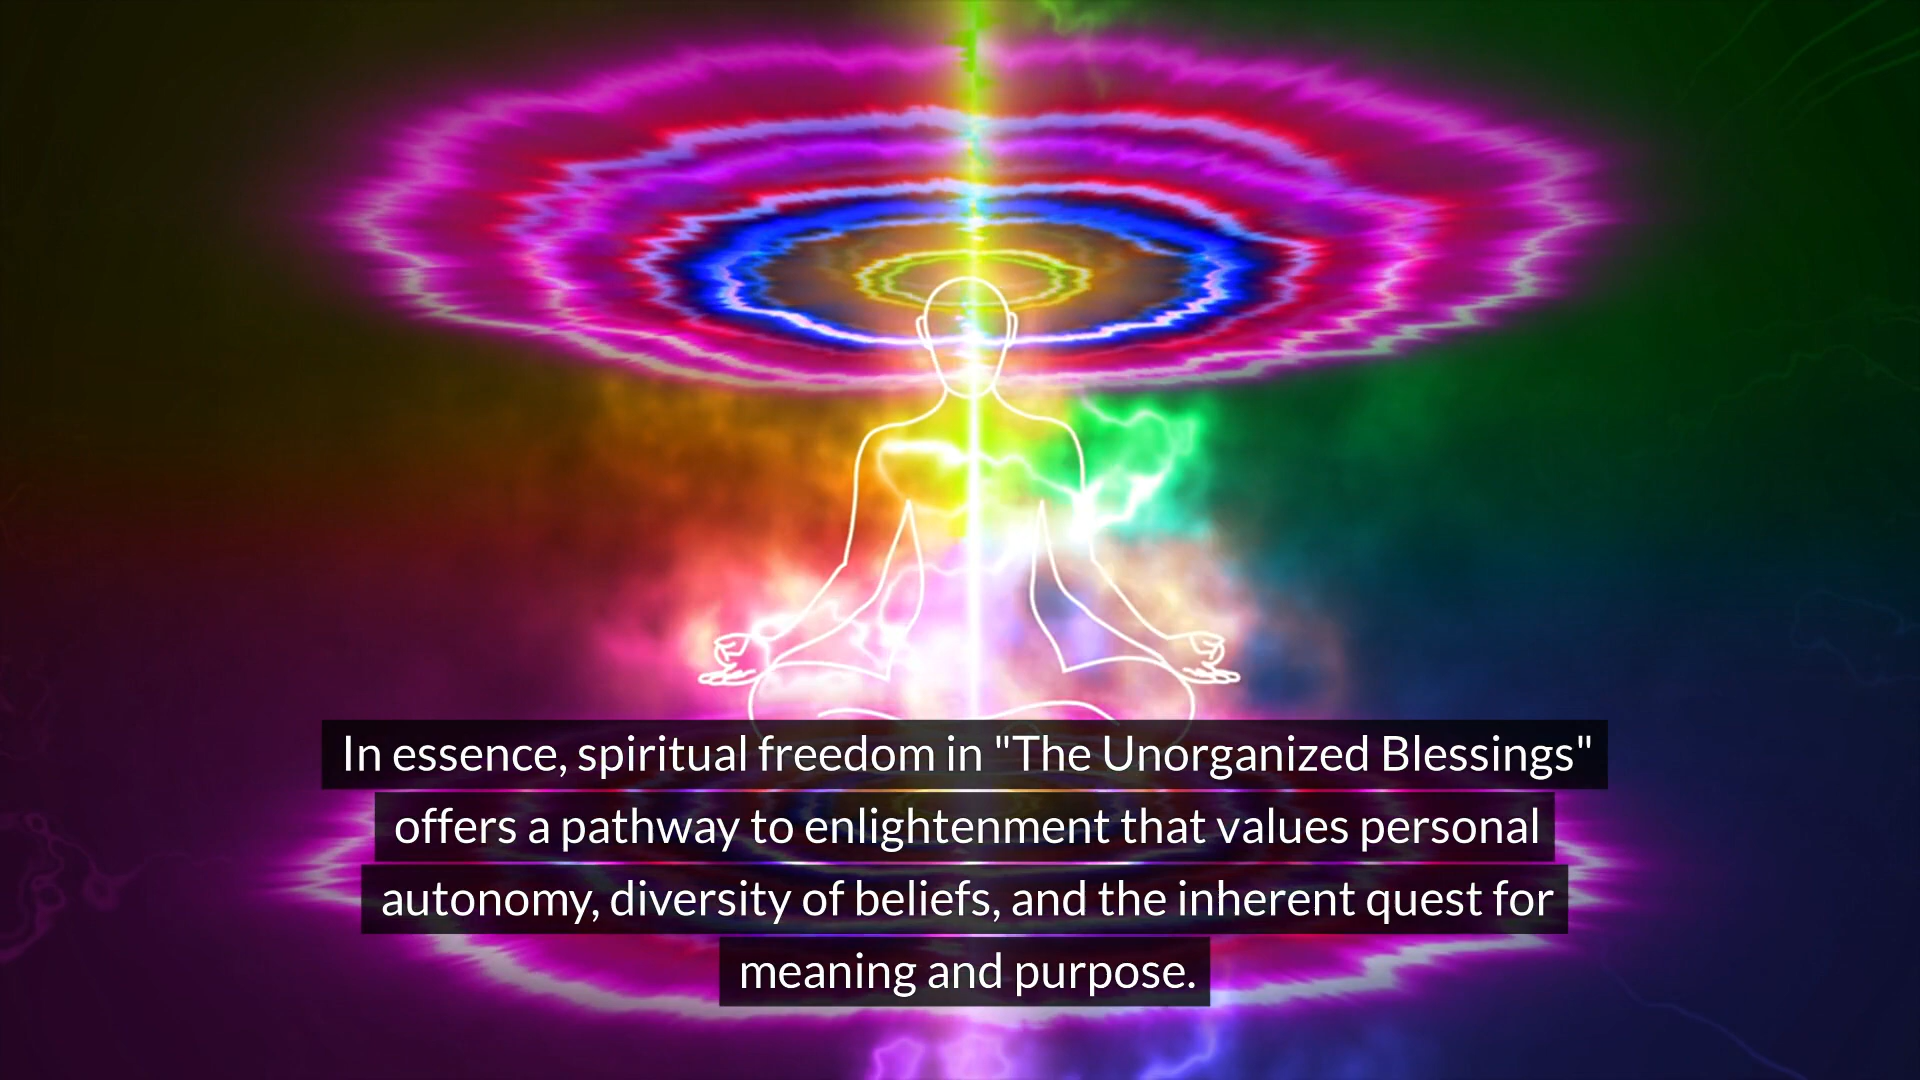 In essence, spiritual freedom in "The Unorganized Blessings"
offers a pathway to enlightenment that values personal
autonomy, diversity of beliefs, and the inherent quest for
meaning and purpose.